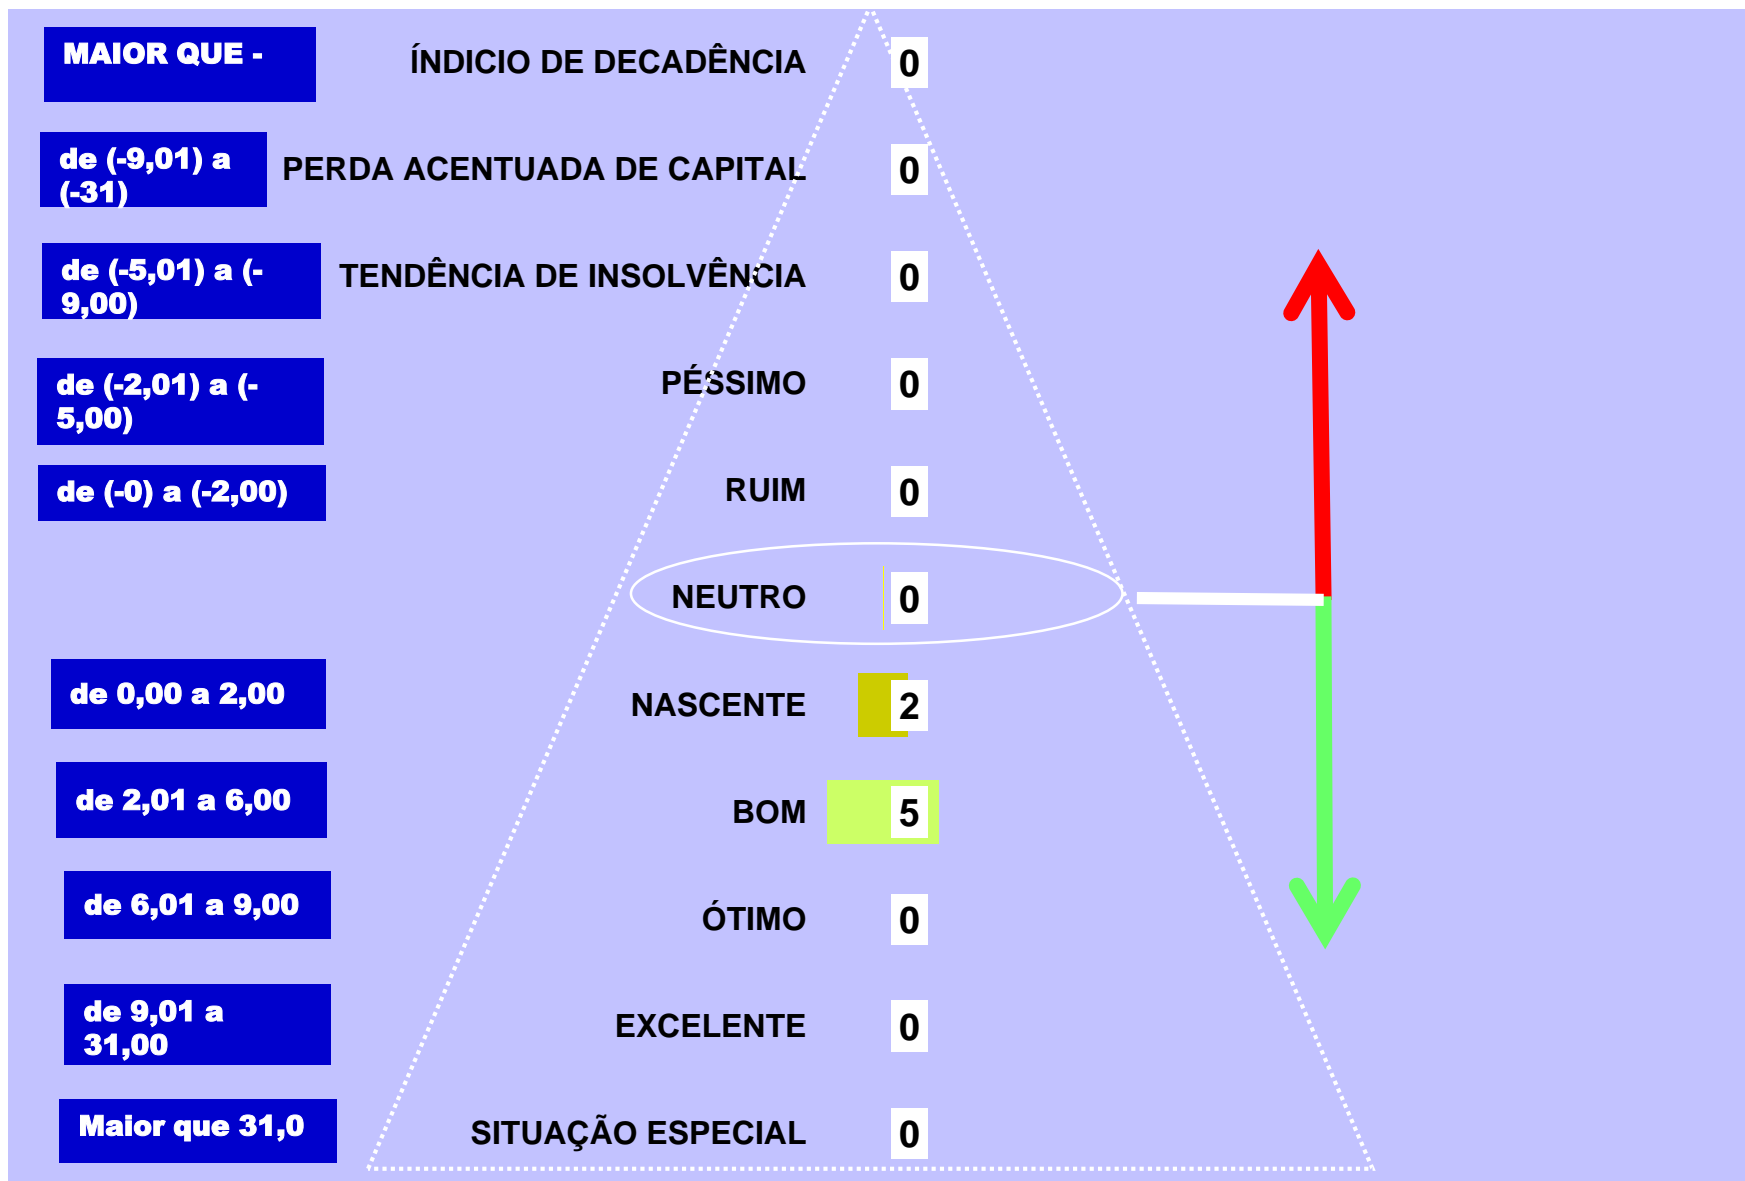 MAIOR QUE -
ÍNDICIO DE DECADÊNCIA
0
de (-9,01) a
(-31)
PERDA ACENTUADA DE CAPITAL
0
de (-5,01) a (-
9,00)
TENDÊNCIA DE INSOLVÊNCIA
0
de (-2,01) a (-
5,00)
PÉSSIMO
0
de (-0) a (-2,00)
RUIM
0
NEUTRO
0
de 0,00 a 2,00
NASCENTE
2
de 2,01 a 6,00
BOM
5
de 6,01 a 9,00
ÓTIMO
0
de 9,01 a
31,00
EXCELENTE
0
Maior que 31,0
SITUAÇÃO ESPECIAL
0